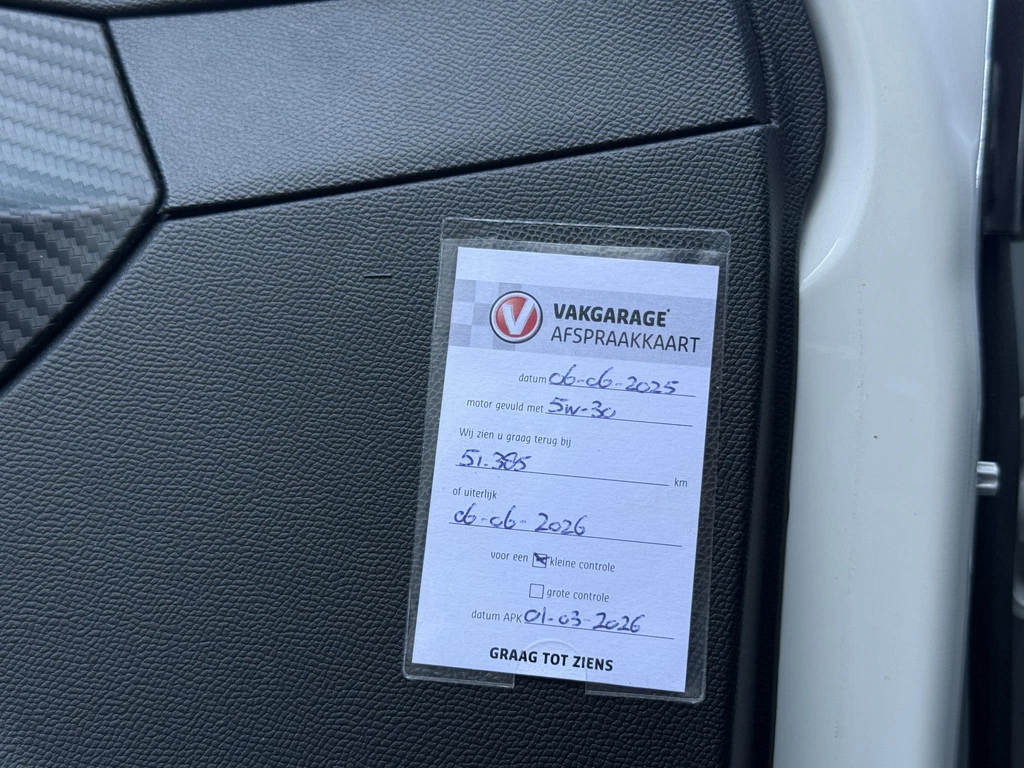 V VAKGARAGE
AFSPRAAKKAART
datum 06-06-2025
motor gevuld met 5W-30
Wij zien u graag terug bij
51.385 km
of uiterlijk
06-06-2026
voor een kleine controle
grote controle
datum APK 01-03-2026
GRAAG TOT ZIENS